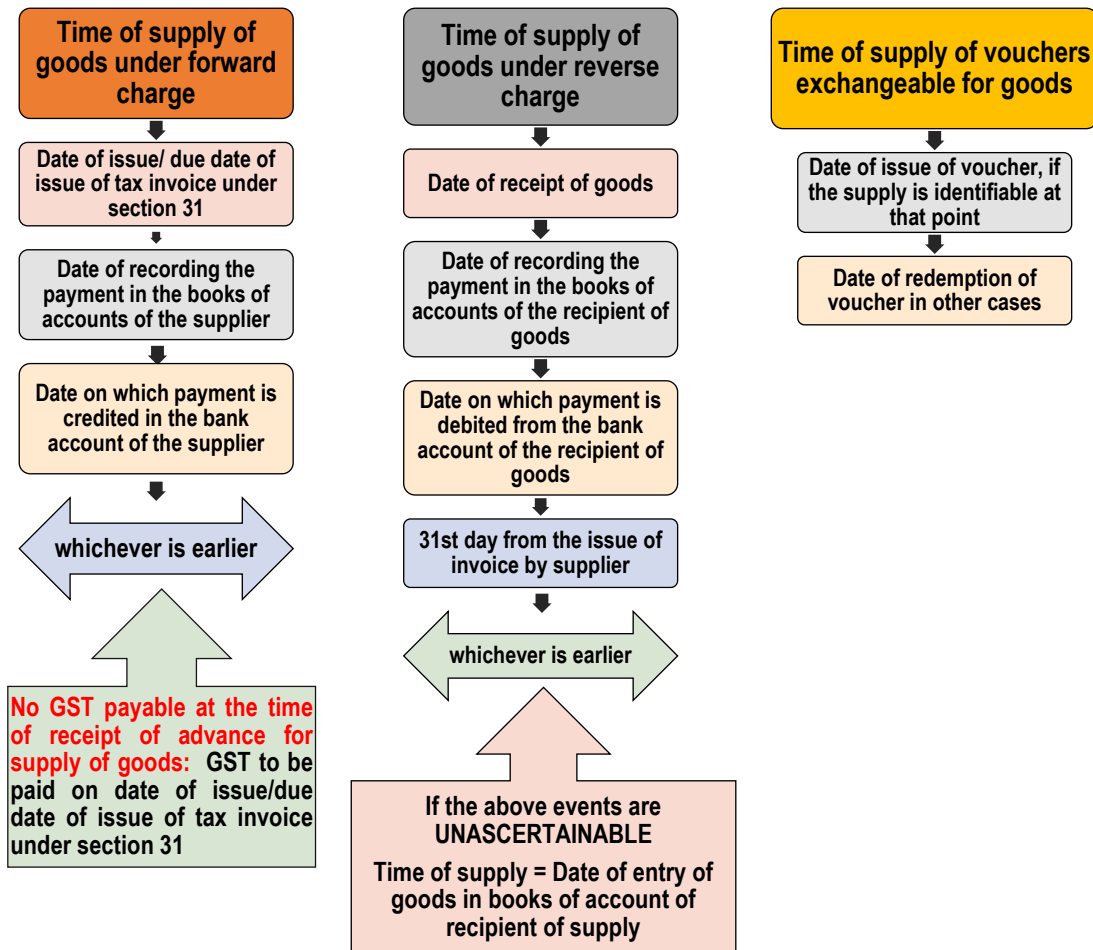 Time of supply of
goods under forward
charge
Date of issue/ due date of
issue of tax invoice under
section 31
Date of recording the
payment in the books of
accounts of the supplier
Date on which payment is
credited in the bank
account of the supplier
whichever is earlier
No GST payable at the time
of receipt of advance for
supply of goods: GST to be
paid on date of issue/due
date of issue of tax invoice
under section 31
Time of supply of
goods under reverse
charge
Date of receipt of goods
Date of recording the
payment in the books of
accounts of the recipient of
goods
Date on which payment is
debited from the bank
account of the recipient of
goods
31st day from the issue of
invoice by supplier
whichever is earlier
If the above events are
UNASCERTAINABLE
Time of supply = Date of entry of
goods in books of account of
recipient of supply
Time of supply of vouchers
exchangeable for goods
Date of issue of voucher, if
the supply is identifiable at
that point
Date of redemption of
voucher in other cases